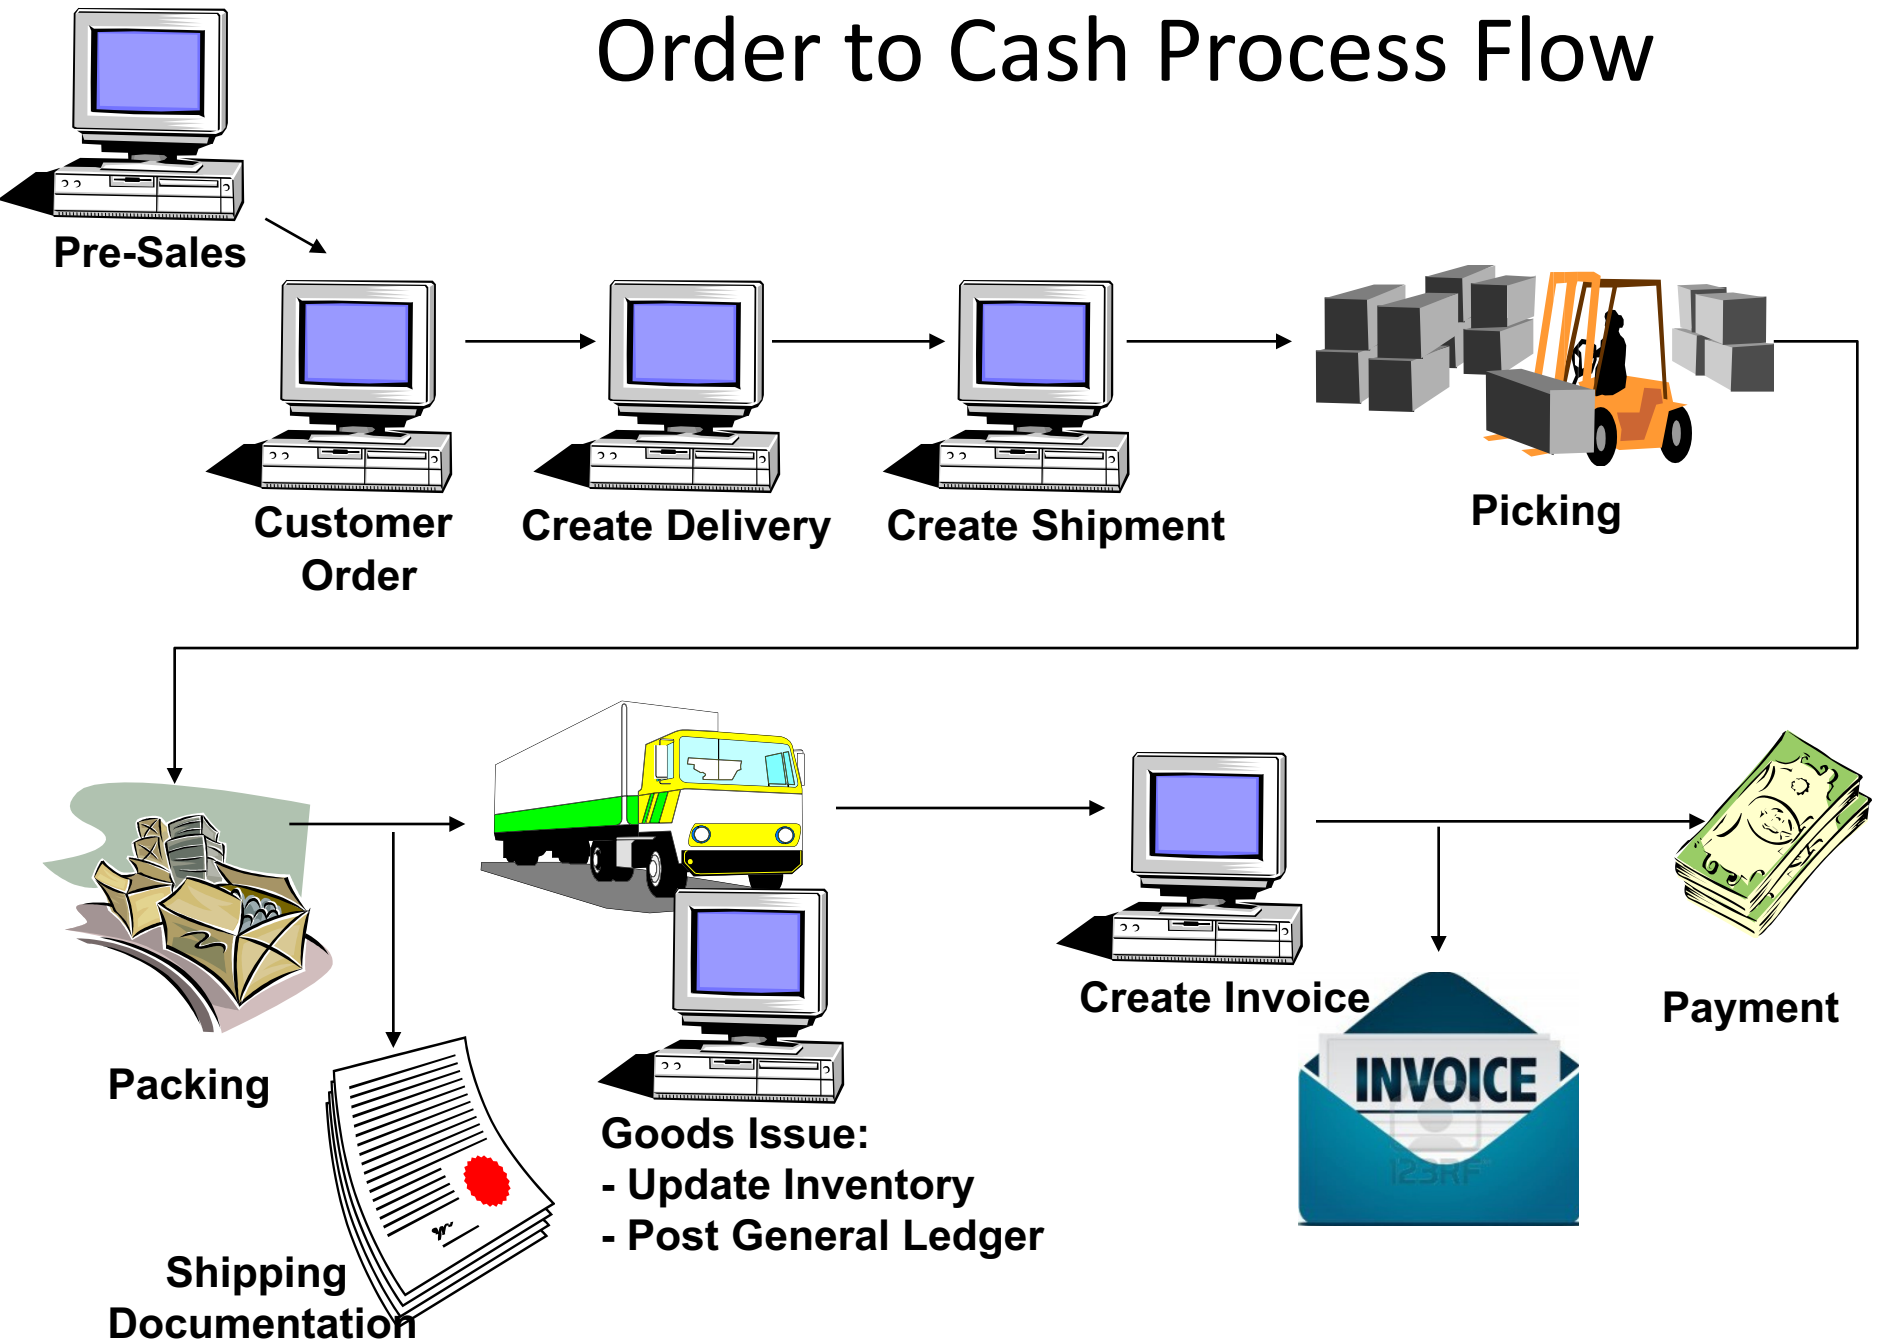 Order to Cash Process Flow
Pre-Sales
Customer
Order
Create Delivery
Create Shipment
Picking
Packing
Shipping
Documentation
Goods Issue:
- Update Inventory
- Post General Ledger
Create Invoice
INVOICE
123RF
Payment